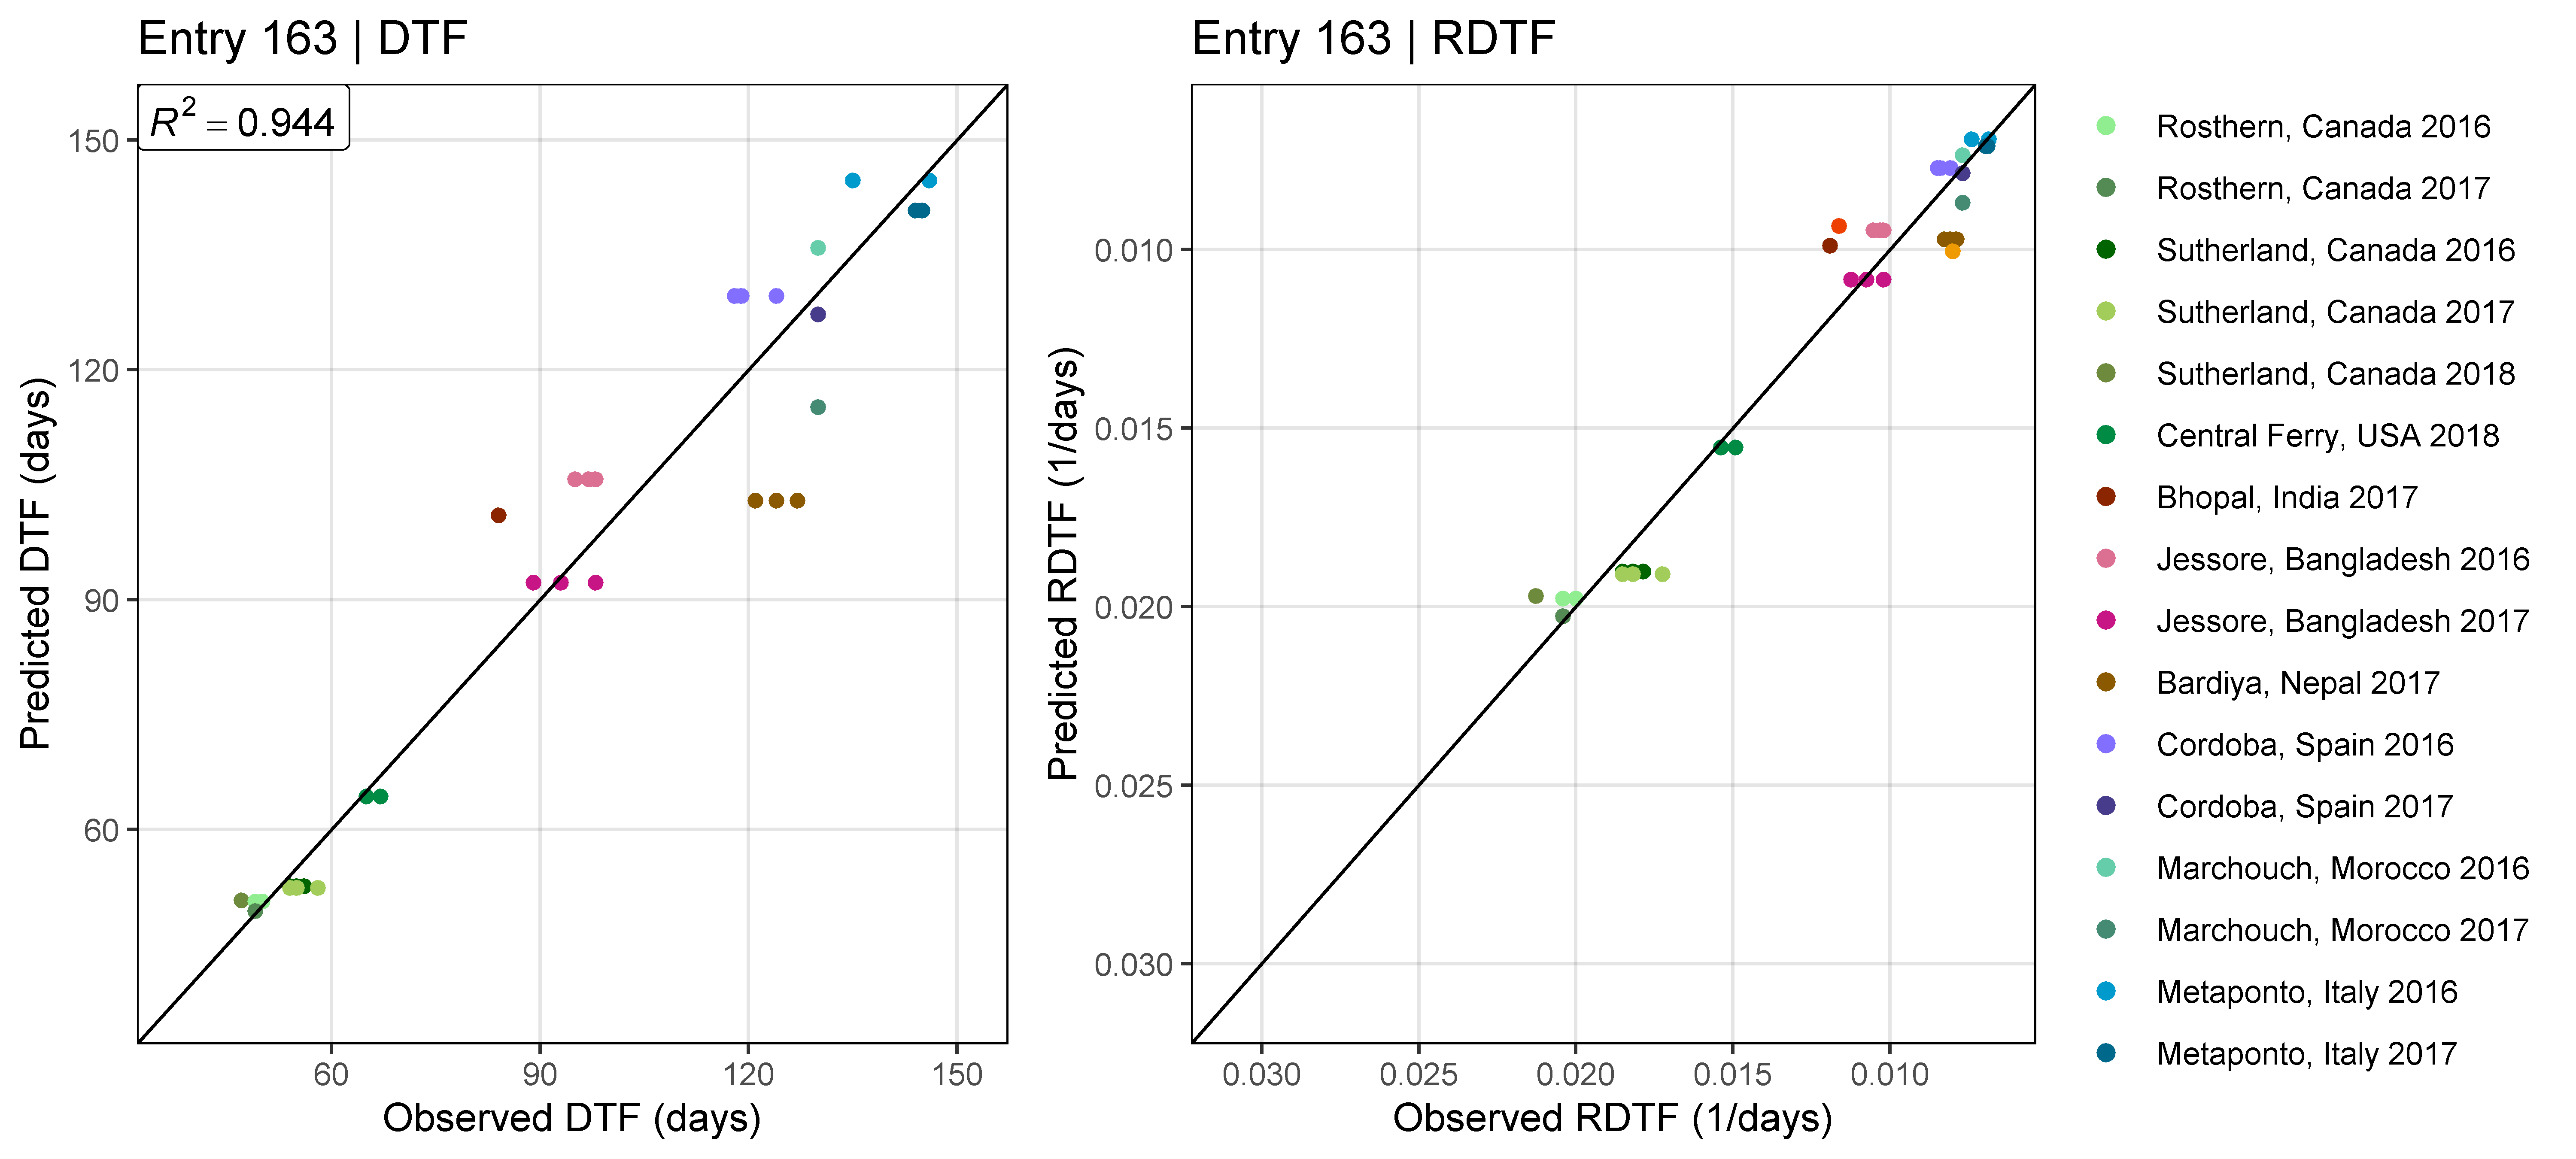 Entry 163 | DTF
R² = 0.944
150
120
90
60
60
90
120
150
Predicted DTF (days)
Observed DTF (days)
Entry 163 | RDTF
0.010
0.015
0.020
0.025
0.030
0.030
0.025
0.020
0.015
0.010
Predicted RDTF (1/days)
Observed RDTF (1/days)
Rosthern, Canada 2016
Rosthern, Canada 2017
Sutherland, Canada 2016
Sutherland, Canada 2017
Sutherland, Canada 2018
Central Ferry, USA 2018
Bhopal, India 2017
Jessore, Bangladesh 2016
Jessore, Bangladesh 2017
Bardiya, Nepal 2017
Cordoba, Spain 2016
Cordoba, Spain 2017
Marchouch, Morocco 2016
Marchouch, Morocco 2017
Metaponto, Italy 2016
Metaponto, Italy 2017